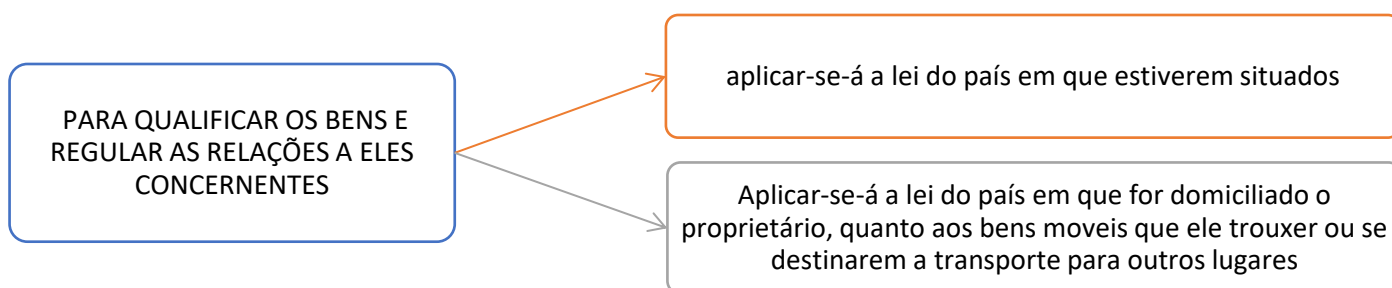 PARA QUALIFICAR OS BENS E
REGULAR AS RELAÇÕES A ELES
CONCERNENTES
aplicar-se-á a lei do país em que estiverem situados
Aplicar-se-á a lei do país em que for domiciliado o
proprietário, quanto aos bens moveis que ele trouxer ou se
destinarem a transporte para outros lugares